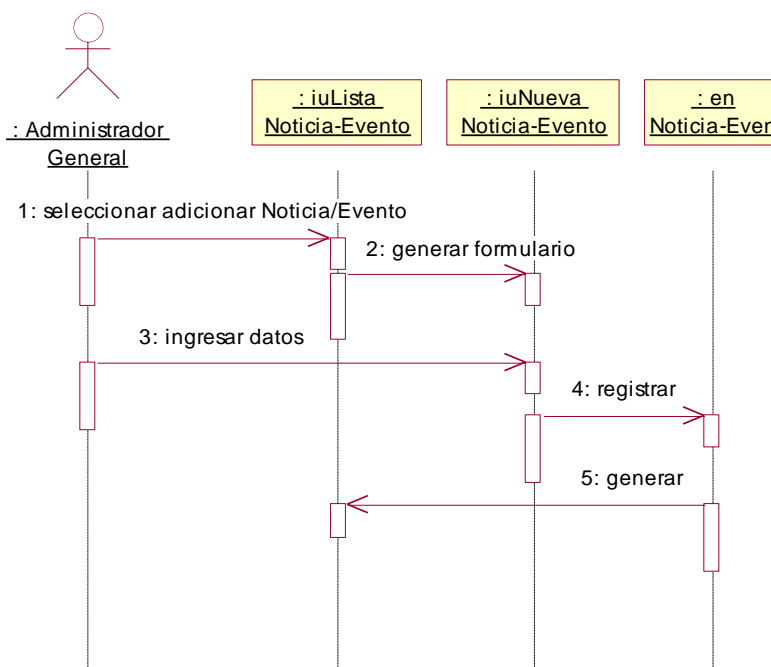 : Administrador
General
: iuLista
Noticia-Evento
: iuNueva
Noticia-Evento
: en
Noticia-Even
1: seleccionar adicionar Noticia/Evento
2: generar formulario
3: ingresar datos
4: registrar
5: generar